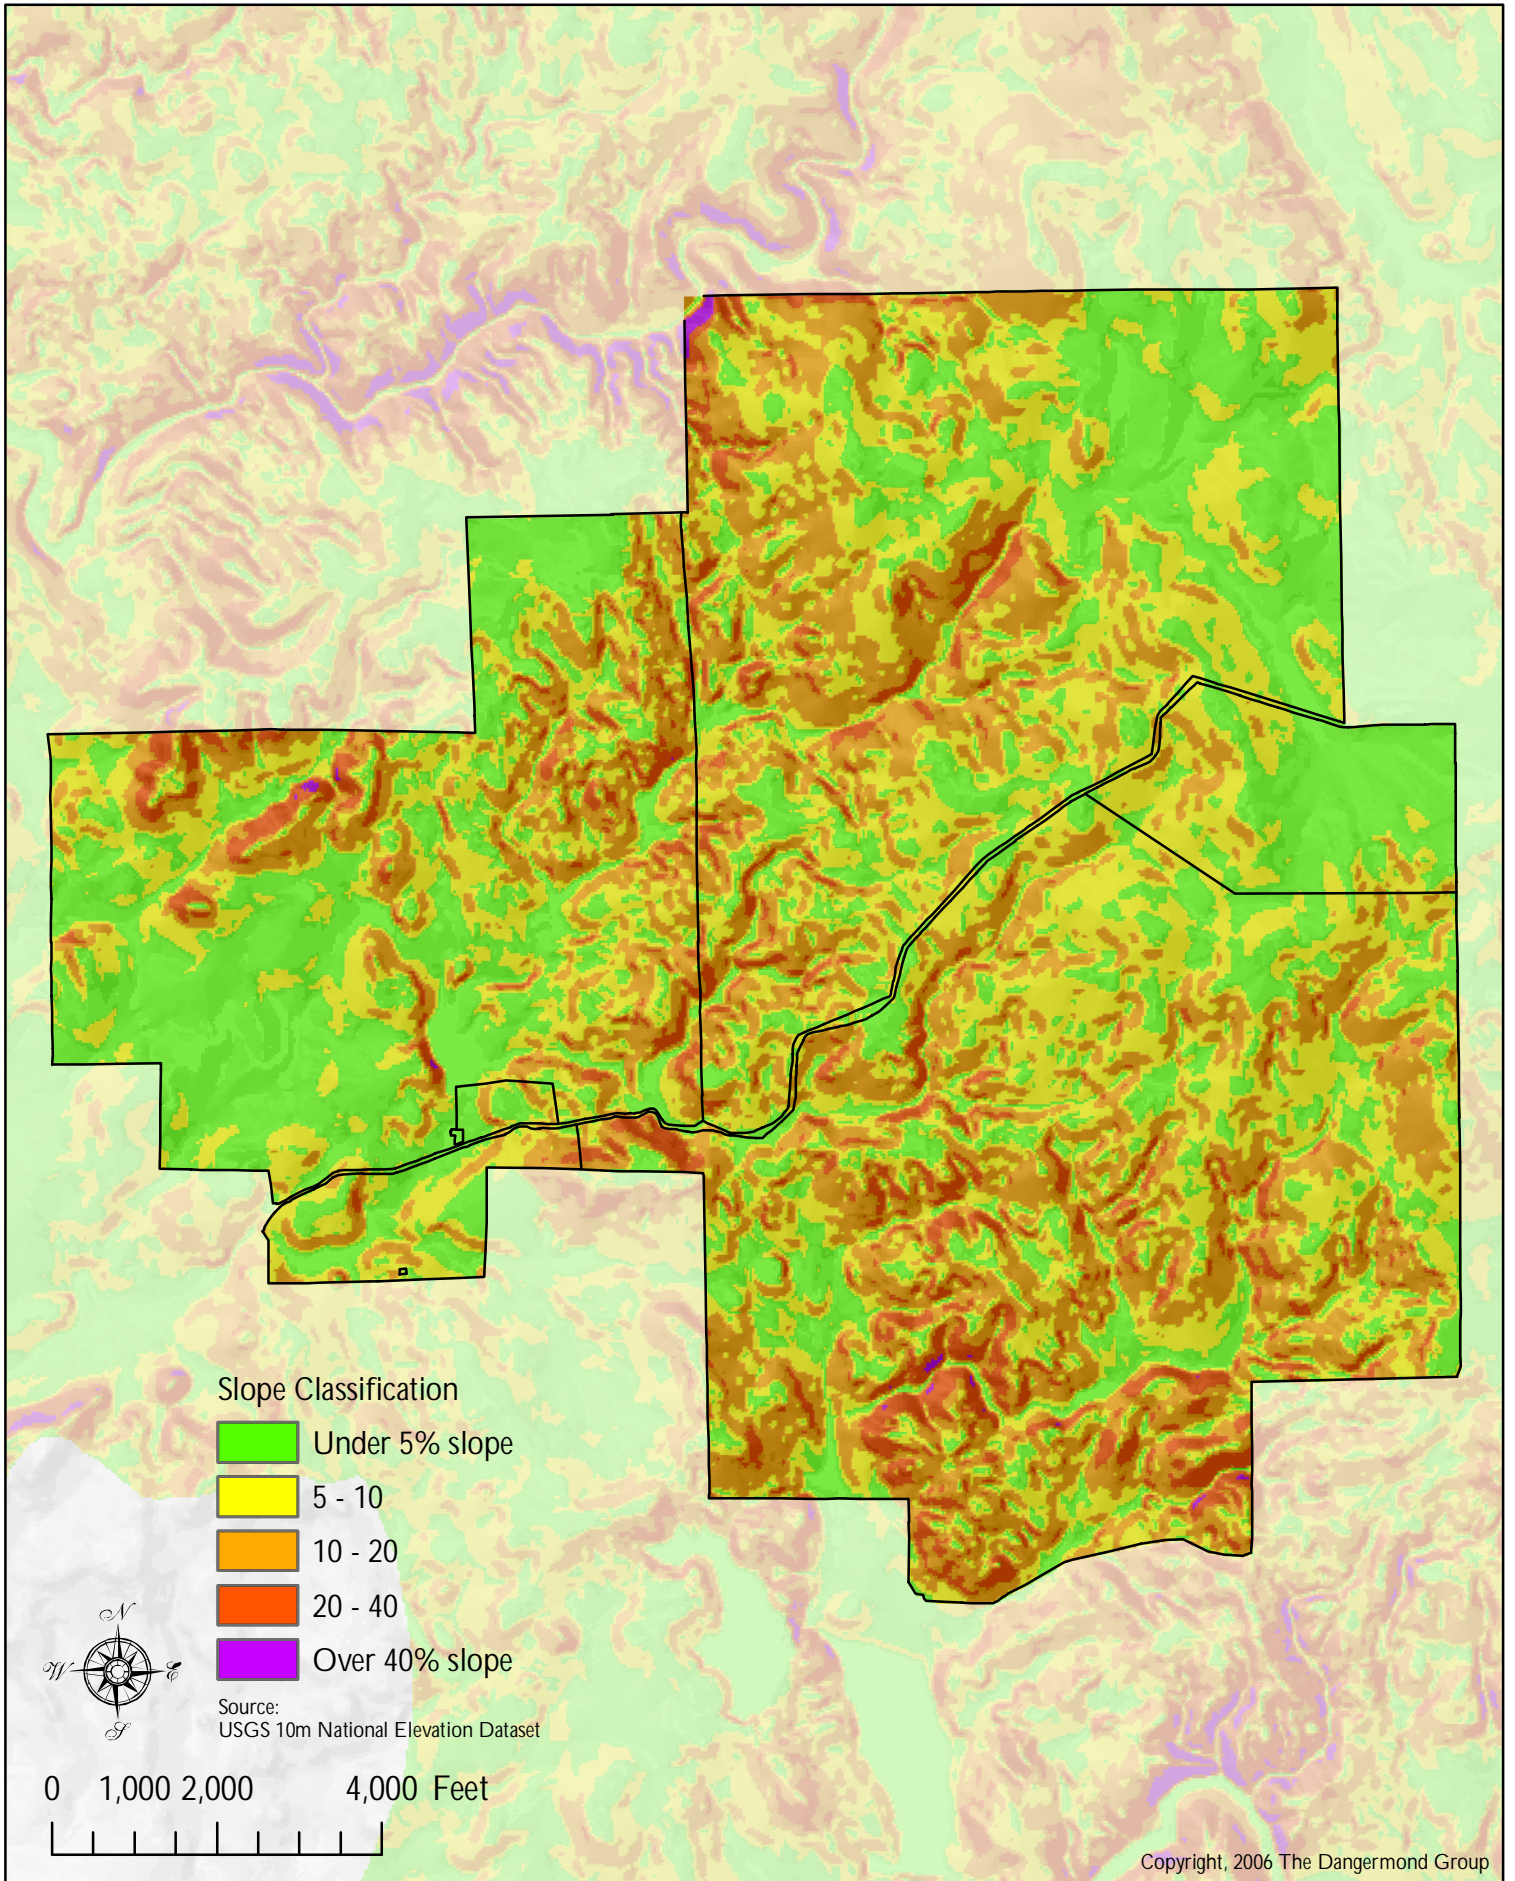 Slope Classification
Under 5% slope
5 - 10
10 - 20
20 - 40
Over 40% slope
N
W E
S
Source:
USGS 10m National Elevation Dataset
0 1,000 2,000 4,000 Feet
Copyright, 2006 The Dangermond Group